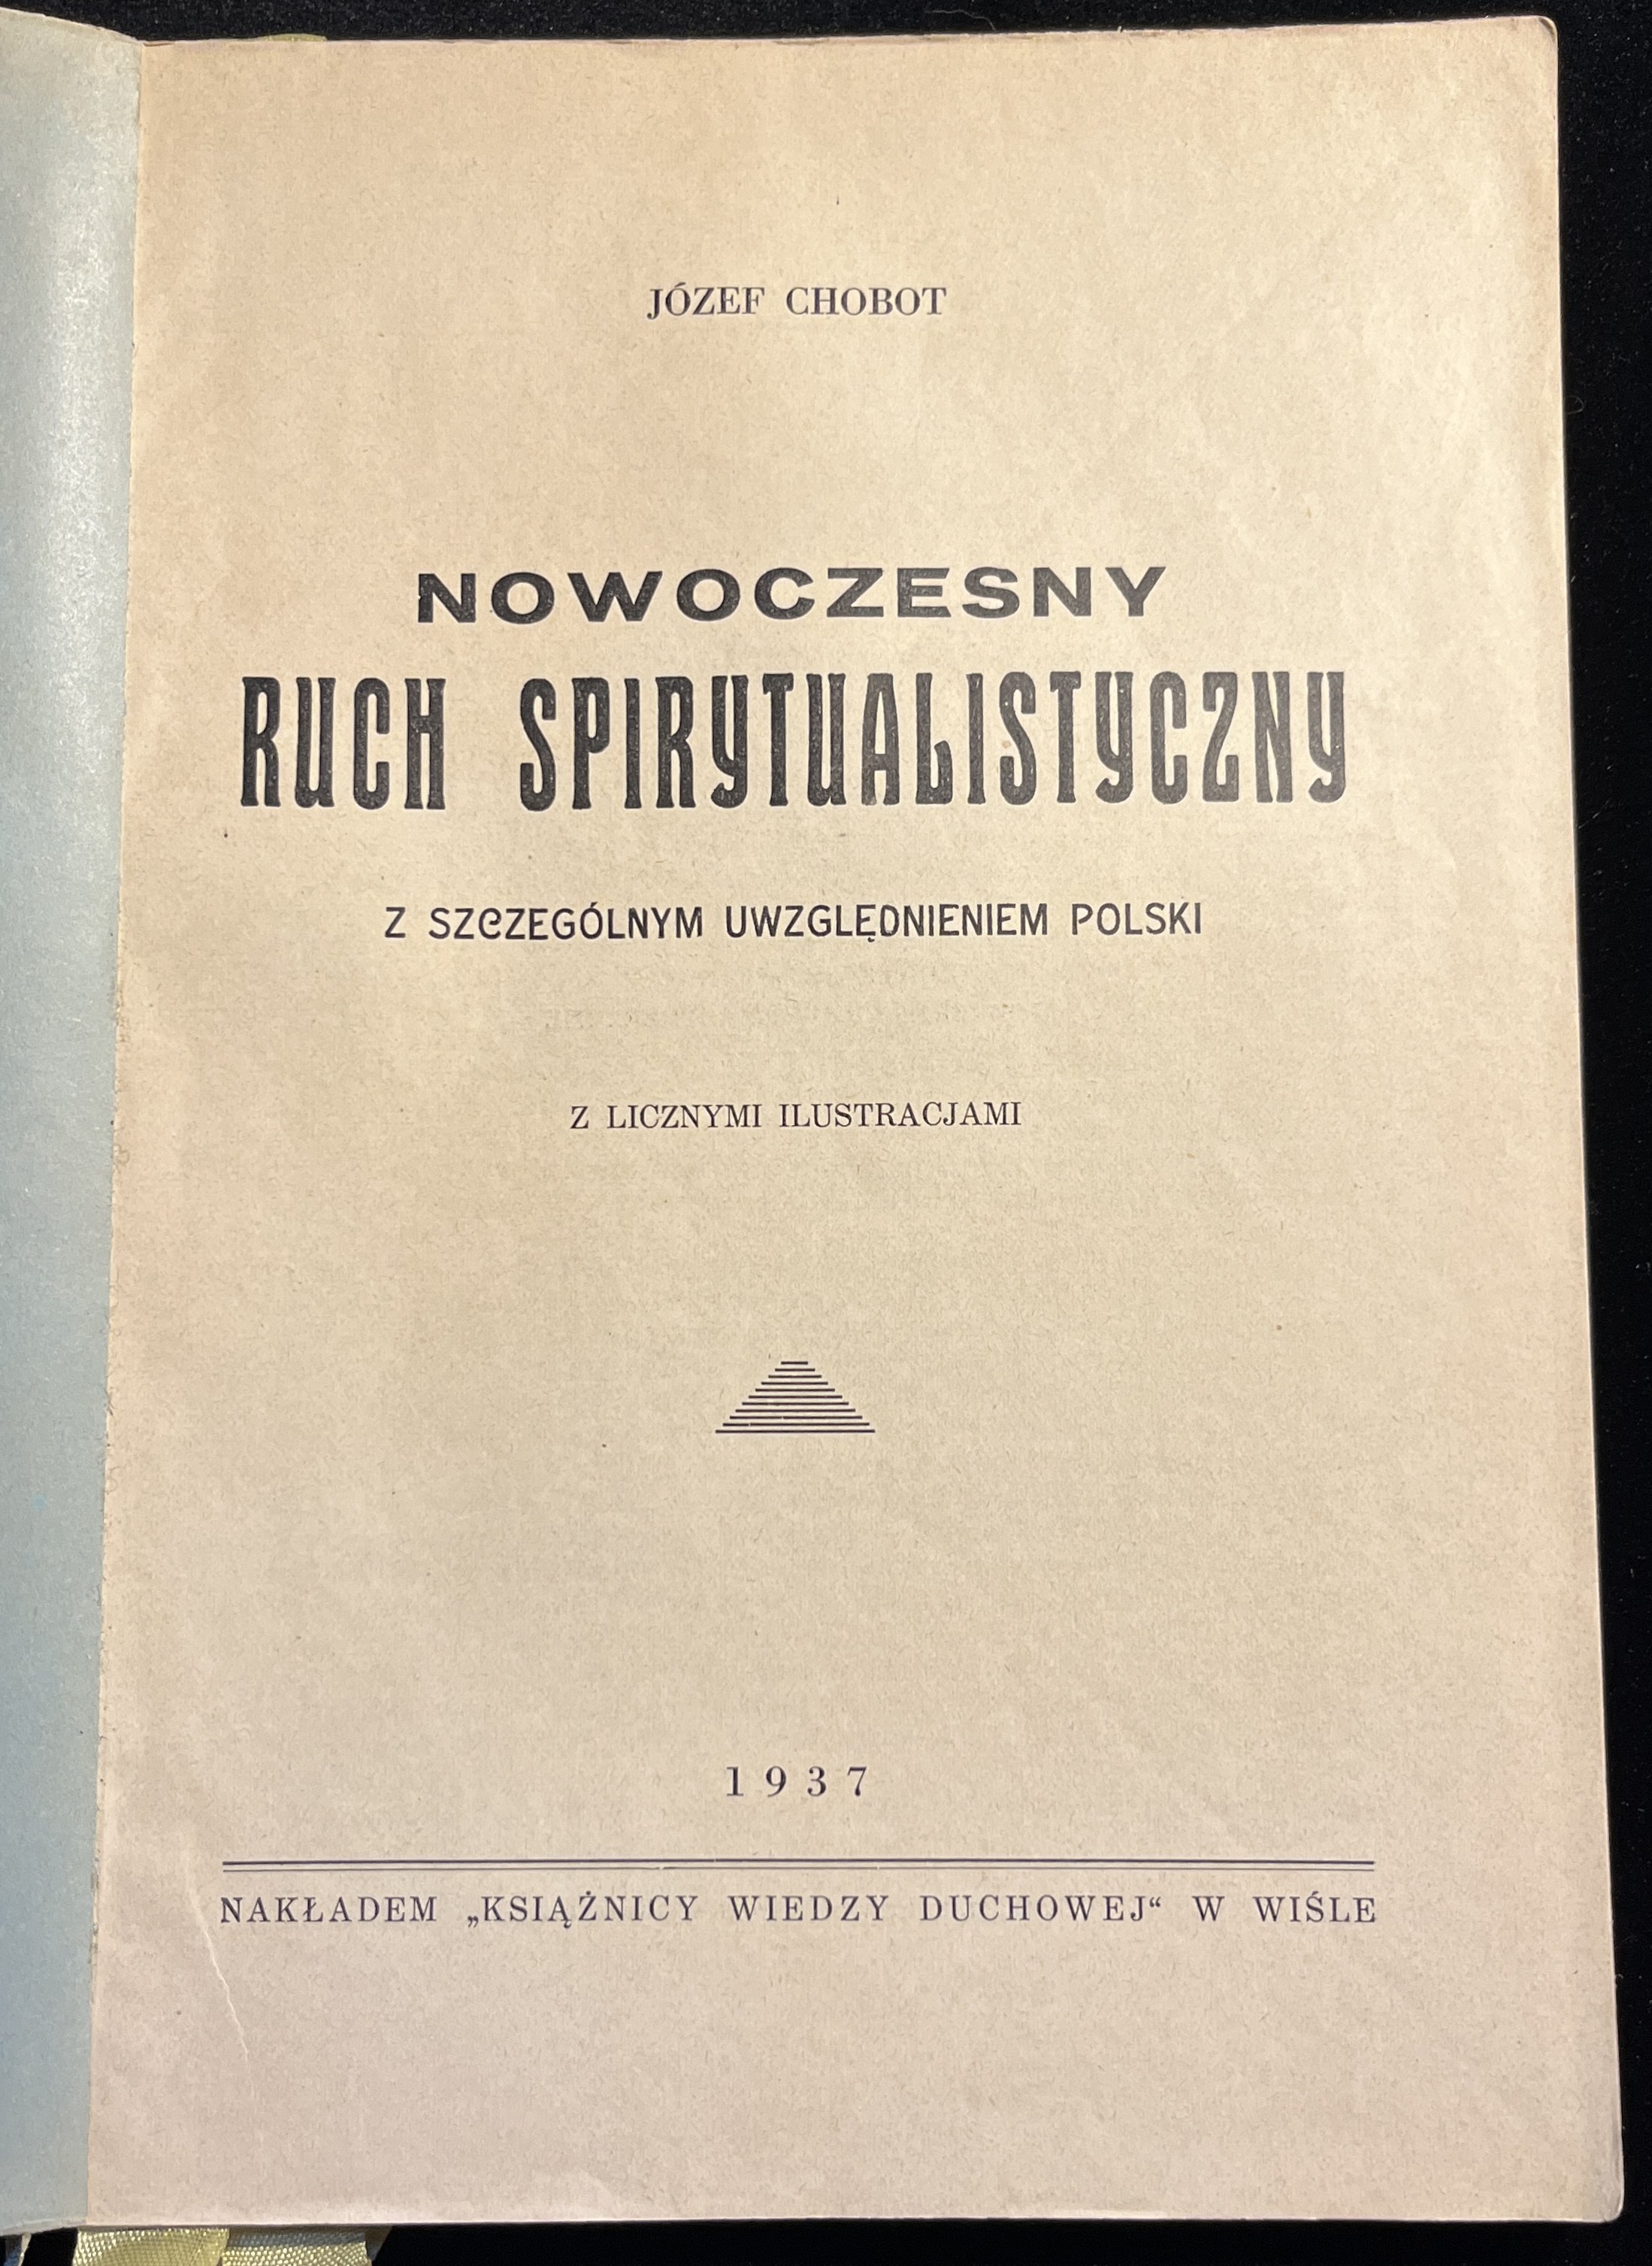 JÓZEF CHOBOT
NOWOCZESNY
RUCH SPIRYTUALISTYCZNY
Z SZCZEGÓLNYM UWZGLĘDNIENIEM POLSKI
Z LICZNYMI ILUSTRACJAMI
1937
NAKŁADEM „KSIĄŻNICY WIEDZY DUCHOWEJ“ W WIŚLE